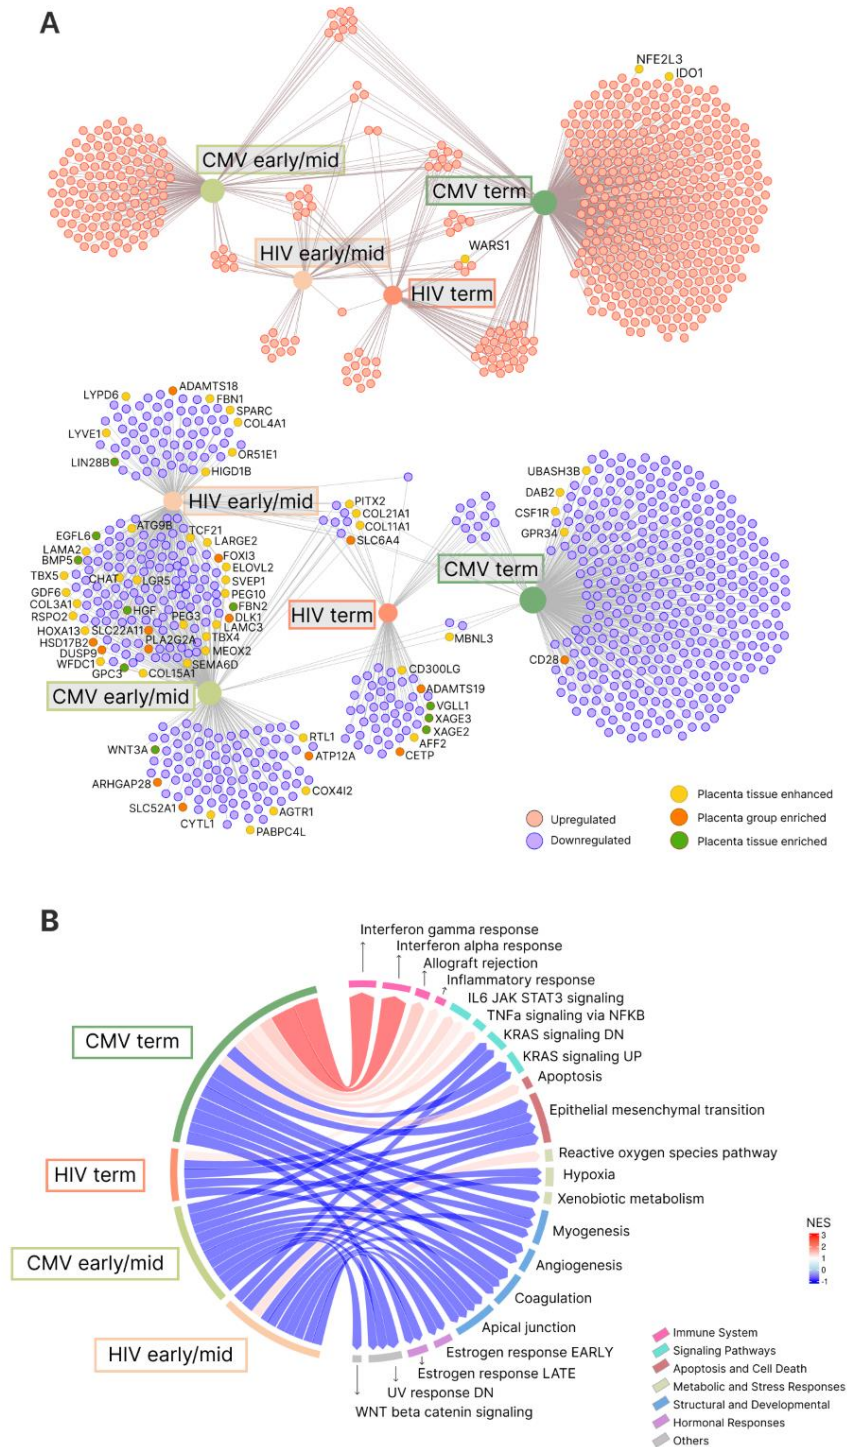 A
NFE2L3
IDO1
CMV early/mid
CMV term
HIV early/mid
WARS1
HIV term
ADAMTS18
LYPD6
FBN1
SPARC
COL4A1
LYVE1
OR51E1
LIN28B
HIGD1B
UBASH3B
HIV early/mid
PITX2
DAB2
COL21A1
CSF1R
ATG9B
TCF21
COL11A1
GPR34
EGFL6
LARGE2
SLC6A4
LAMA2
FOXI3
CMV term
BMP5
ELOVL2
TBX5
CHAT
LGR5
SVEP1
GDF6
PEG10
COL3A1
HGF
FBN2
HIV term
RSPO2
PEG3
DLK1
HOXA13
SLC22A11
LAMC3
HSD17B2
PLA2G2A
TBX4
MBNL3
DUSP9
MEOX2
CD28
WFDC1
SEMA6D
GPC3
COL15A1
CD300LG
CMV early/mid
ADAMTS19
VGLL1
XAGE3
XAGE2
RTL1
AFF2
WNT3A
ATP12A
CETP
ARHGAP28
COX4I2
SLC52A1
AGTR1
CYTL1
PABPC4L
Placenta tissue enhanced
Upregulated
Placenta group enriched
Downregulated
Placenta tissue enriched
B
Interferon gamma response
Interferon alpha response
Allograft rejection
Inflammatory response
IL6 JAK STAT3 signaling
TNFa signaling via NFKB
KRAS signaling DN
CMV term
KRAS signaling UP
Apoptosis
Epithelial mesenchymal transition
Reactive oxygen species pathway
HIV term
Hypoxia
Xenobiotic metabolism
Myogenesis
CMV early/mid
Angiogenesis
Coagulation
Apical junction
HIV early/mid
Estrogen response EARLY
Estrogen response LATE
UV response DN
WNT beta catenin signaling
NES
3
2
1
0
-1
Immune System
Signaling Pathways
Apoptosis and Cell Death
Metabolic and Stress Responses
Structural and Developmental
Hormonal Responses
Others